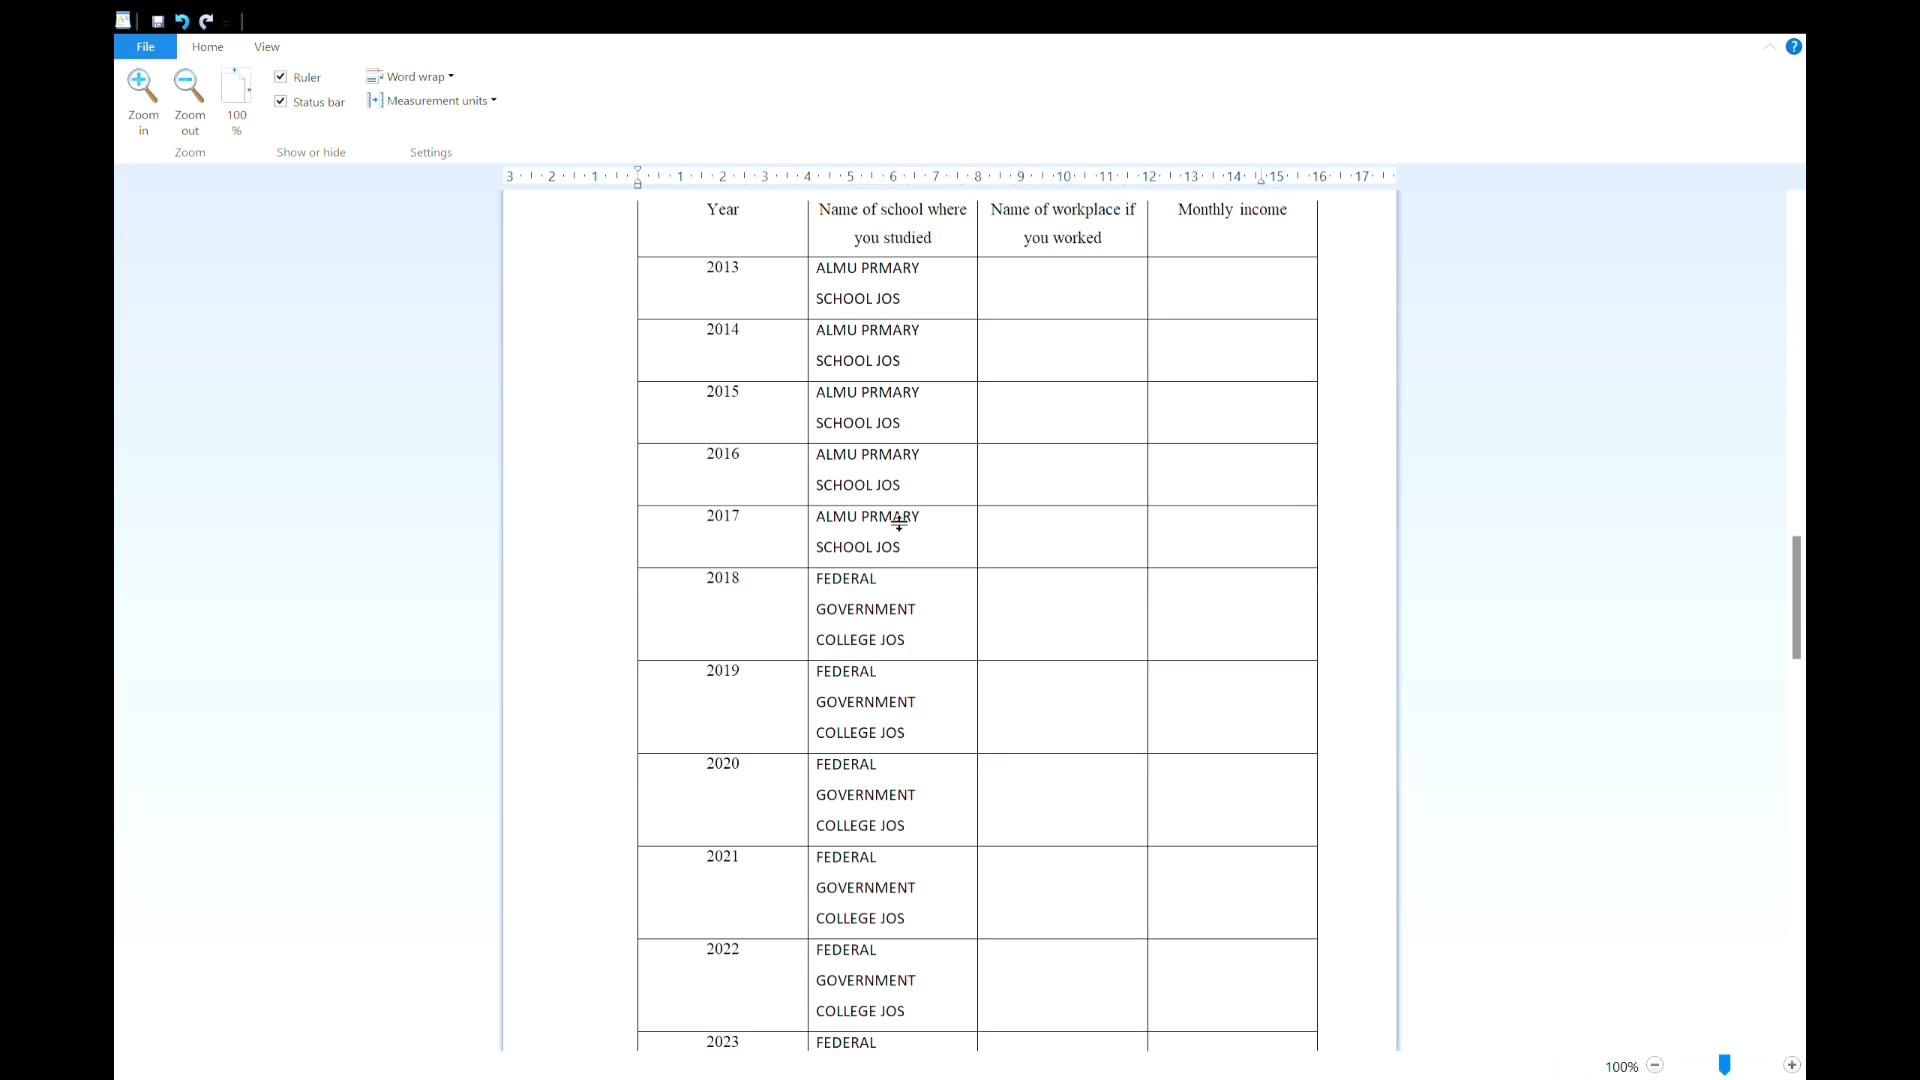 File Home View
Zoom in
Zoom out
100 %
Ruler
Status bar
Word wrap
Measurement units
Zoom Show or hide Settings
3 2 1 1 2 3 4 5 6 7 8 9 10 11 12 13 14 15 16 17
Year Name of school where you studied Name of workplace if you worked Monthly income
2013 ALMU PRMARY
SCHOOL JOS
2014 ALMU PRMARY
SCHOOL JOS
2015 ALMU PRMARY
SCHOOL JOS
2016 ALMU PRMARY
SCHOOL JOS
2017 ALMU PRMARY
SCHOOL JOS
2018 FEDERAL
GOVERNMENT
COLLEGE JOS
2019 FEDERAL
GOVERNMENT
COLLEGE JOS
2020 FEDERAL
GOVERNMENT
COLLEGE JOS
2021 FEDERAL
GOVERNMENT
COLLEGE JOS
2022 FEDERAL
GOVERNMENT
COLLEGE JOS
2023 FEDERAL
100%